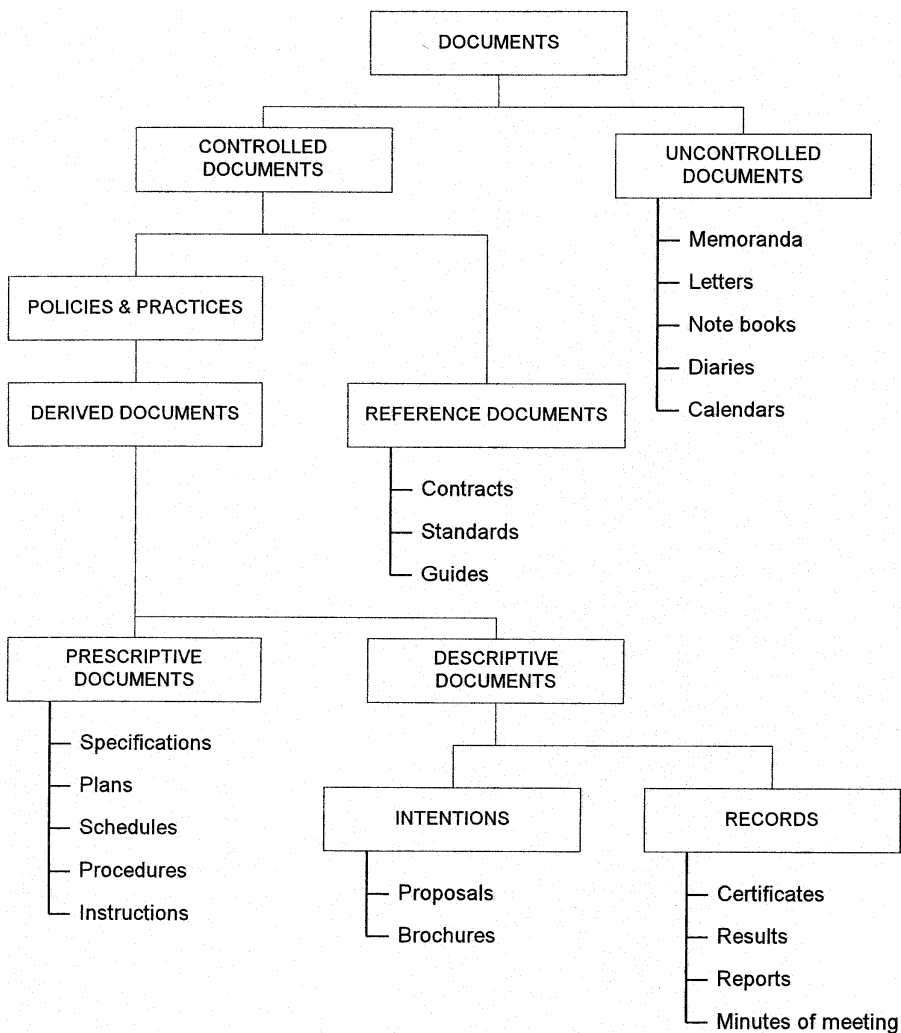 DOCUMENTS
CONTROLLED
DOCUMENTS
UNCONTROLLED
DOCUMENTS
Memoranda
Letters
Note books
Diaries
Calendars
POLICIES & PRACTICES
DERIVED DOCUMENTS
REFERENCE DOCUMENTS
Contracts
Standards
Guides
PRESCRIPTIVE
DOCUMENTS
Specifications
Plans
Schedules
Procedures
Instructions
DESCRIPTIVE
DOCUMENTS
INTENTIONS
Proposals
Brochures
RECORDS
Certificates
Results
Reports
Minutes of meeting